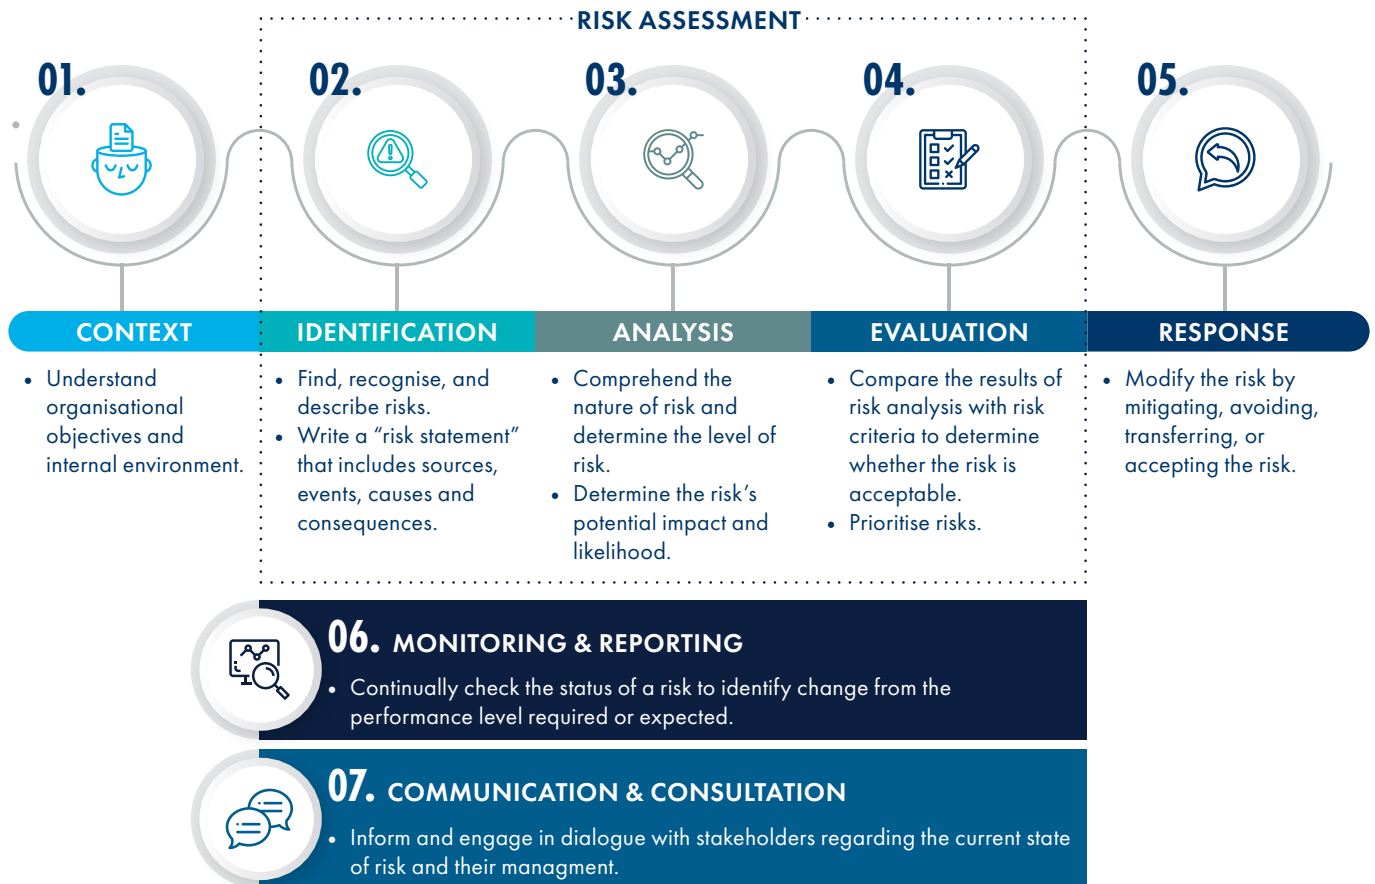 RISK ASSESSMENT
01.
02.
03.
04.
05.
CONTEXT
IDENTIFICATION
ANALYSIS
EVALUATION
RESPONSE
• Understand
organisational
objectives and
internal environment.
• Find, recognise, and
describe risks.
• Write a “risk statement”
that includes sources,
events, causes and
consequences.
• Comprehend the
nature of risk and
determine the level of
risk.
• Determine the risk’s
potential impact and
likelihood.
• Compare the results of
risk analysis with risk
criteria to determine
whether the risk is
acceptable.
• Prioritise risks.
• Modify the risk by
mitigating, avoiding,
transferring, or
accepting the risk.
06. MONITORING & REPORTING
• Continually check the status of a risk to identify change from the
performance level required or expected.
07. COMMUNICATION & CONSULTATION
• Inform and engage in dialogue with stakeholders regarding the current state
of risk and their managment.